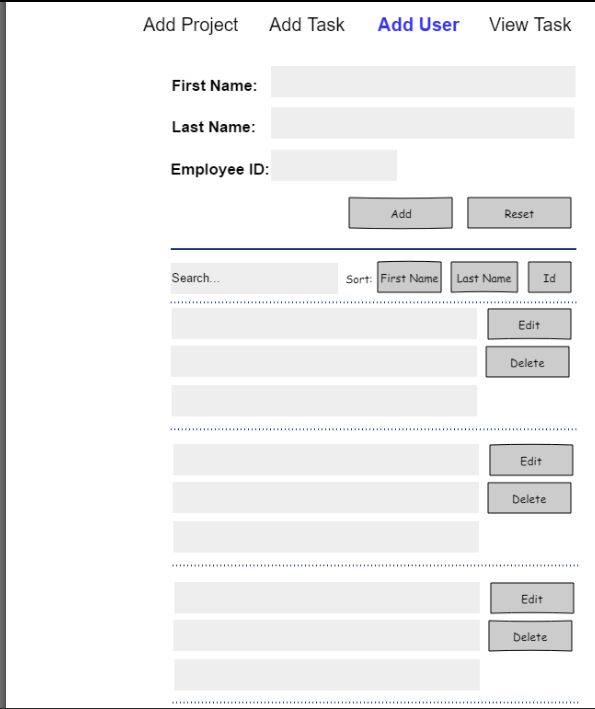 Add Project Add Task Add User View Task
First Name:
Last Name:
Employee ID:
Add Reset
Search... Sort: First Name Last Name Id
Edit
Delete
Edit
Delete
Edit
Delete